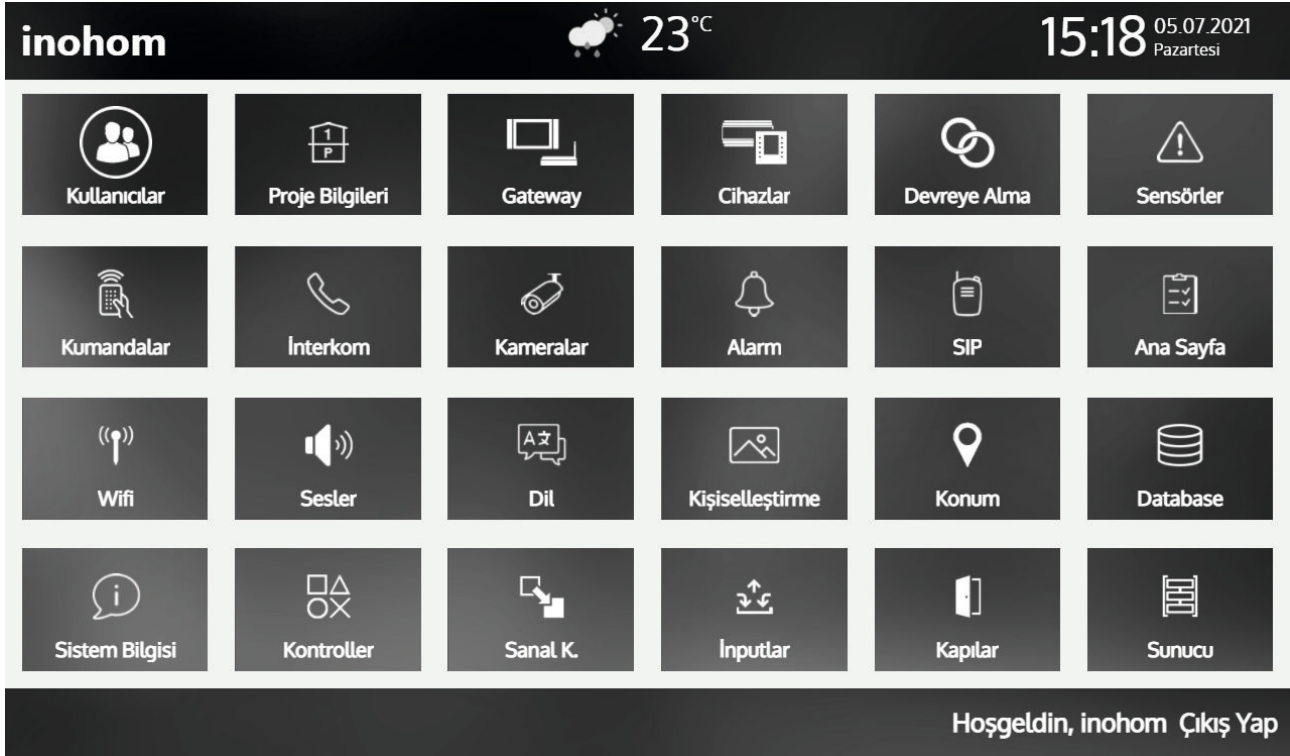 inohom
23°C
15:18 05.07.2021
Pazartesi
Kullanıcılar Proje Bilgileri Gateway Cihazlar Devreye Alma Sensörler
Kumandalar İnterkom Kameralar Alarm SIP Ana Sayfa
Wifi Sesler Dil Kişiselleştirme Konum Database
Sistem Bilgisi Kontroller Sanal K. İnputlar Kapılar Sunucu
Hoşgeldin, inohom Çıkış Yap